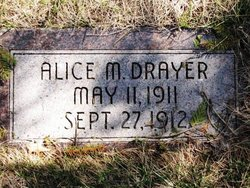 ALICE M. DRAYER
MAY 11, 1911
SEPT. 27, 1912